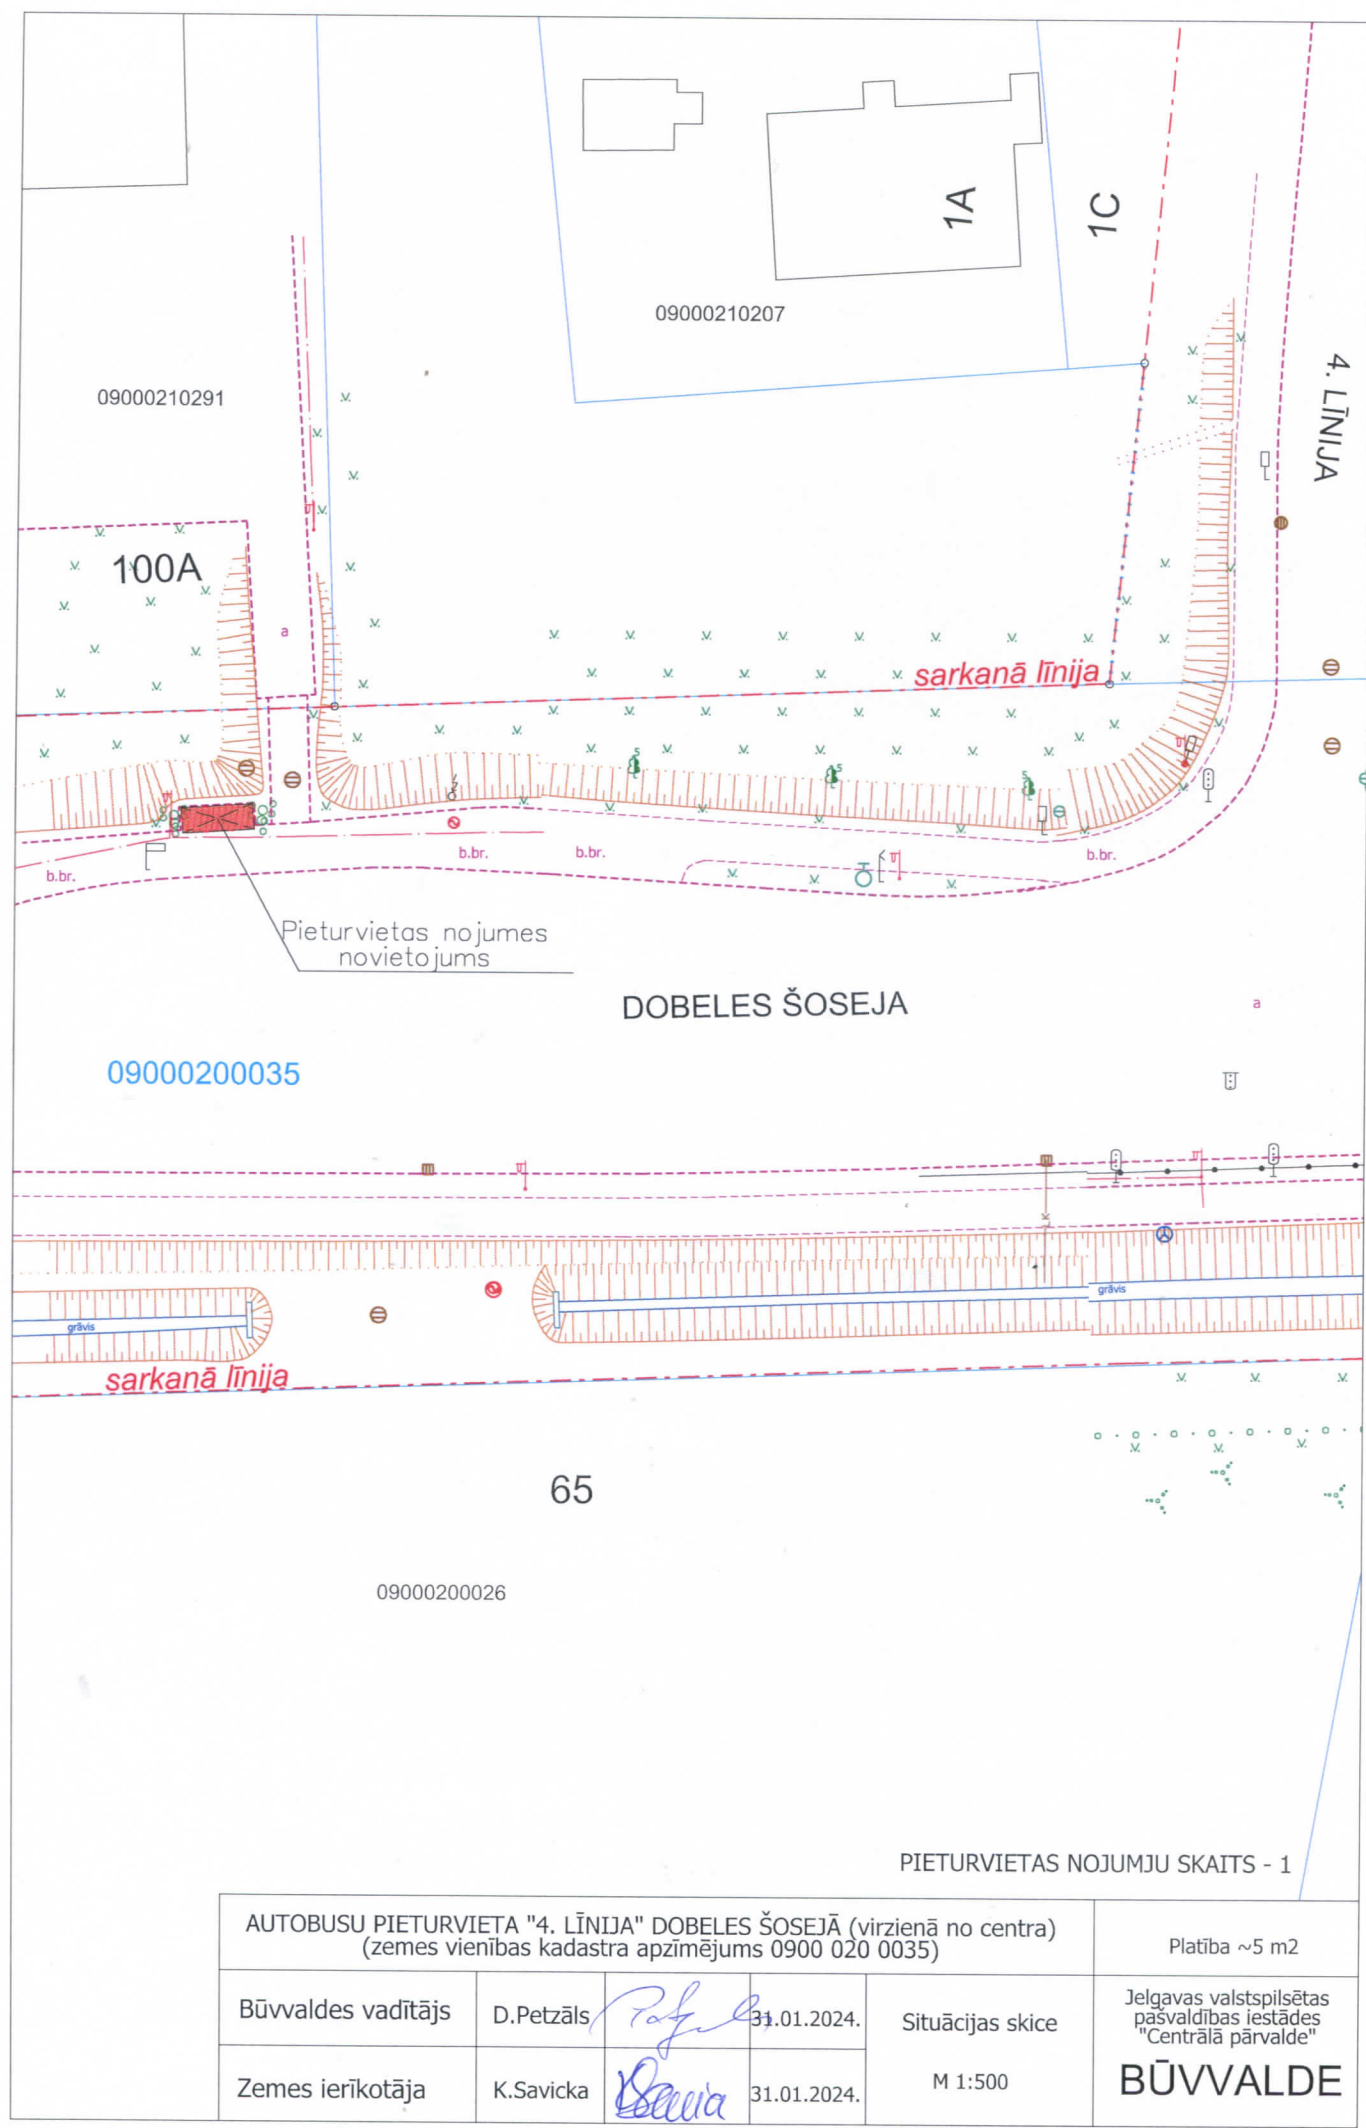 1A
1C
09000210207
4. LĪNIJA
09000210291
100A
a
sarkanā līnija
5
5
5
b.br.
b.br.
b.br.
b.br.
Pieturvietas nojumes
novietojums
DOBELES ŠOSEJA
a
09000200035
grāvis
grāvis
sarkanā līnija
65
09000200026
PIETURVIETAS NOJUMJU SKAITS - 1
AUTOBUSU PIETURVIETA "4. LĪNIJA" DOBELES ŠOSEJĀ (virzienā no centra)
(zemes vienības kadastra apzīmējums 0900 020 0035)
Platība ~5 m2
Būvvaldes vadītājs
D.Petzāls
31.01.2024.
Situācijas skice
Jelgavas valstspilsētas
pašvaldības iestādes
"Centrālā pārvalde"
Zemes ierīkotāja
K.Savicka
31.01.2024.
M 1:500
BŪVVALDE